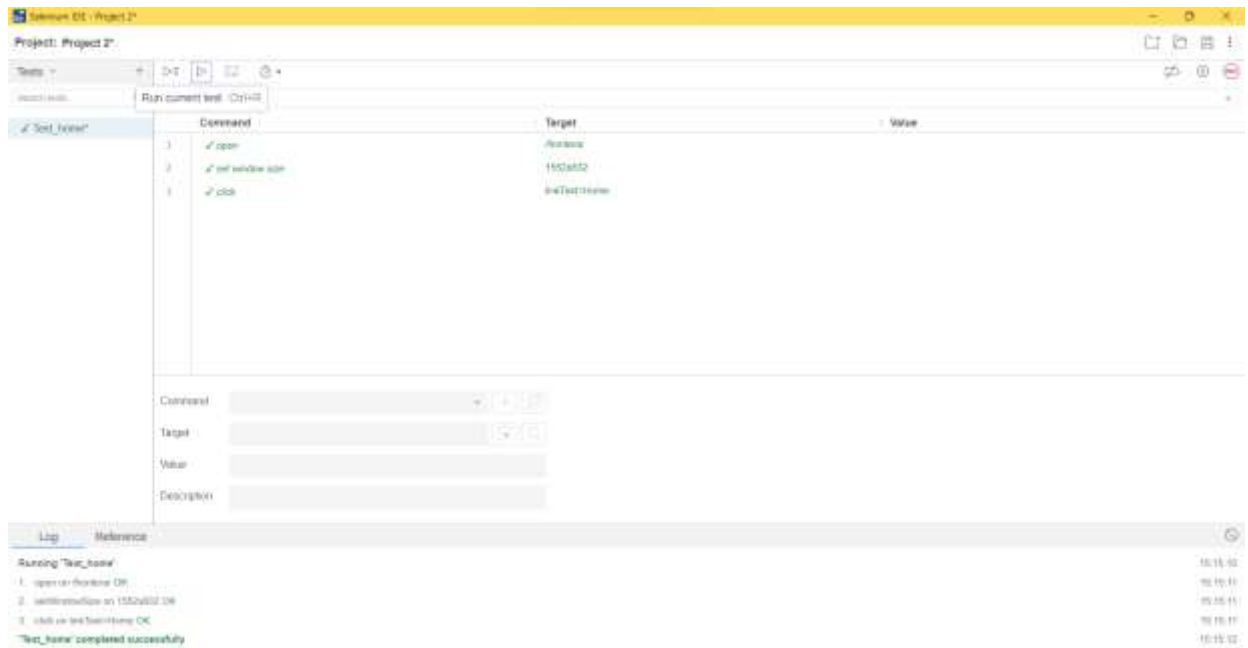 Selenium IDE - Project 2*
Project: Project 2*
Tests
Search tests...
Run current test Ctrl+R
Test_home*
Command Target Value
1 ✓ open /frontend
2 ✓ set window size
3 ✓ click linkText=Home
Command
Target
Value
Description
Log Reference
Running 'Test_home' 15:15:10
1. open on /frontend OK 15:15:11
2. setWindowSize on OK 15:15:11
3. click on linkText=Home OK 15:15:11
'Test_home' completed successfully 15:15:12